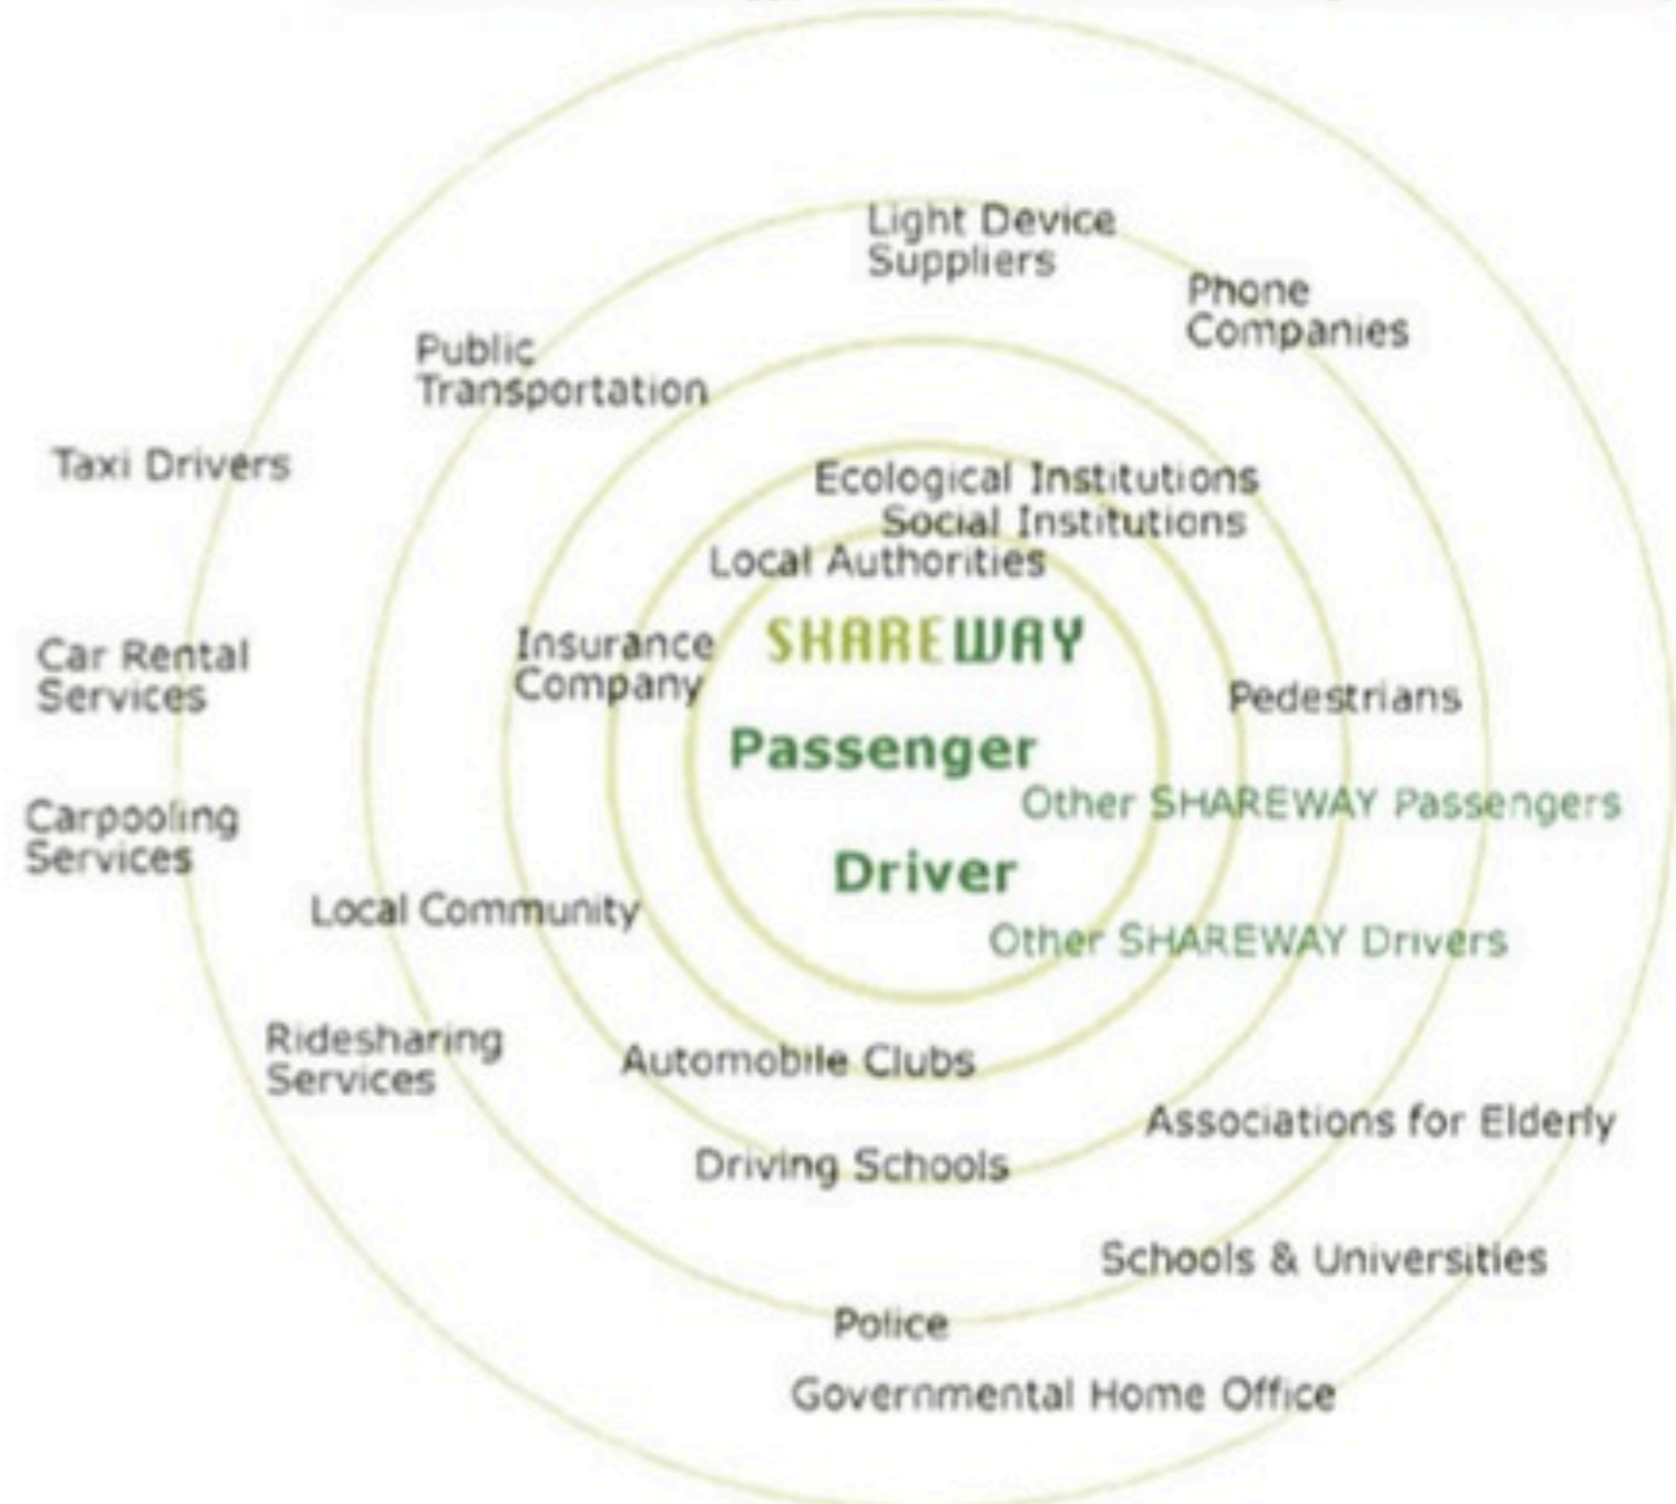 Light Device
Suppliers
Phone
Companies
Public
Transportation
Taxi Drivers
Ecological Institutions
Social Institutions
Local Authorities
SHAREWAY
Insurance
Company
Car Rental
Services
Pedestrians
Passenger
Other SHAREWAY Passengers
Carpooling
Services
Driver
Local Community
Other SHAREWAY Drivers
Ridesharing
Services
Automobile Clubs
Associations for Elderly
Driving Schools
Schools & Universities
Police
Governmental Home Office